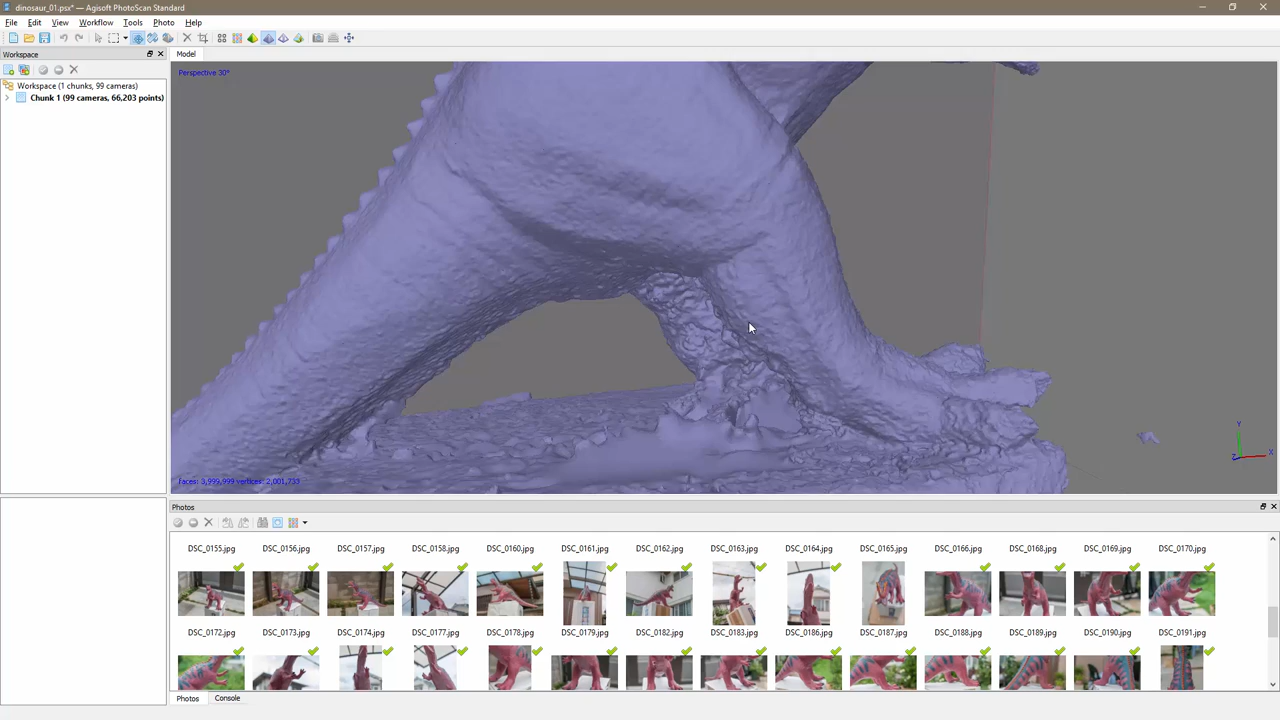 dinosaur_01.psx* — Agisoft PhotoScan Standard
File Edit View Workflow Tools Photo Help
Workspace
Model
Perspective 30°
Workspace (1 chunks, 99 cameras)
Chunk 1 (99 cameras, 66,203 points)
Y
X
Z
Faces: 3,999,999 vertices: 2,001,733
Photos
DSC_0155.jpg DSC_0156.jpg DSC_0157.jpg DSC_0158.jpg DSC_0160.jpg DSC_0161.jpg DSC_0162.jpg DSC_0163.jpg DSC_0164.jpg DSC_0165.jpg DSC_0166.jpg DSC_0168.jpg DSC_0169.jpg DSC_0170.jpg
DSC_0172.jpg DSC_0173.jpg DSC_0174.jpg DSC_0177.jpg DSC_0178.jpg DSC_0179.jpg DSC_0182.jpg DSC_0183.jpg DSC_0186.jpg DSC_0187.jpg DSC_0188.jpg DSC_0189.jpg DSC_0190.jpg DSC_0191.jpg
Photos Console